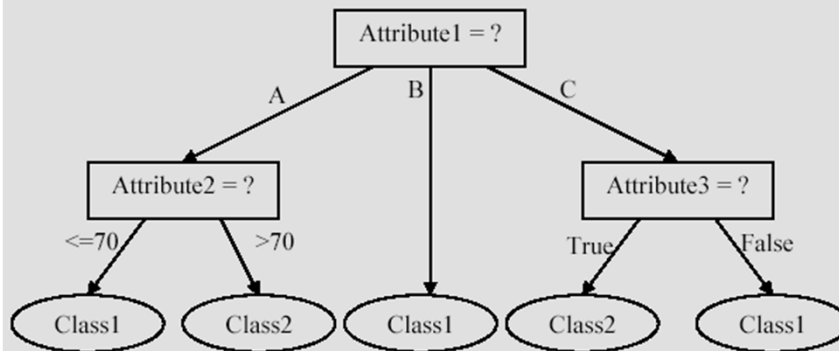 Attribute1 = ?
A
B
C
Attribute2 = ?
Attribute3 = ?
<=70
>70
True
False
Class1
Class2
Class1
Class2
Class1